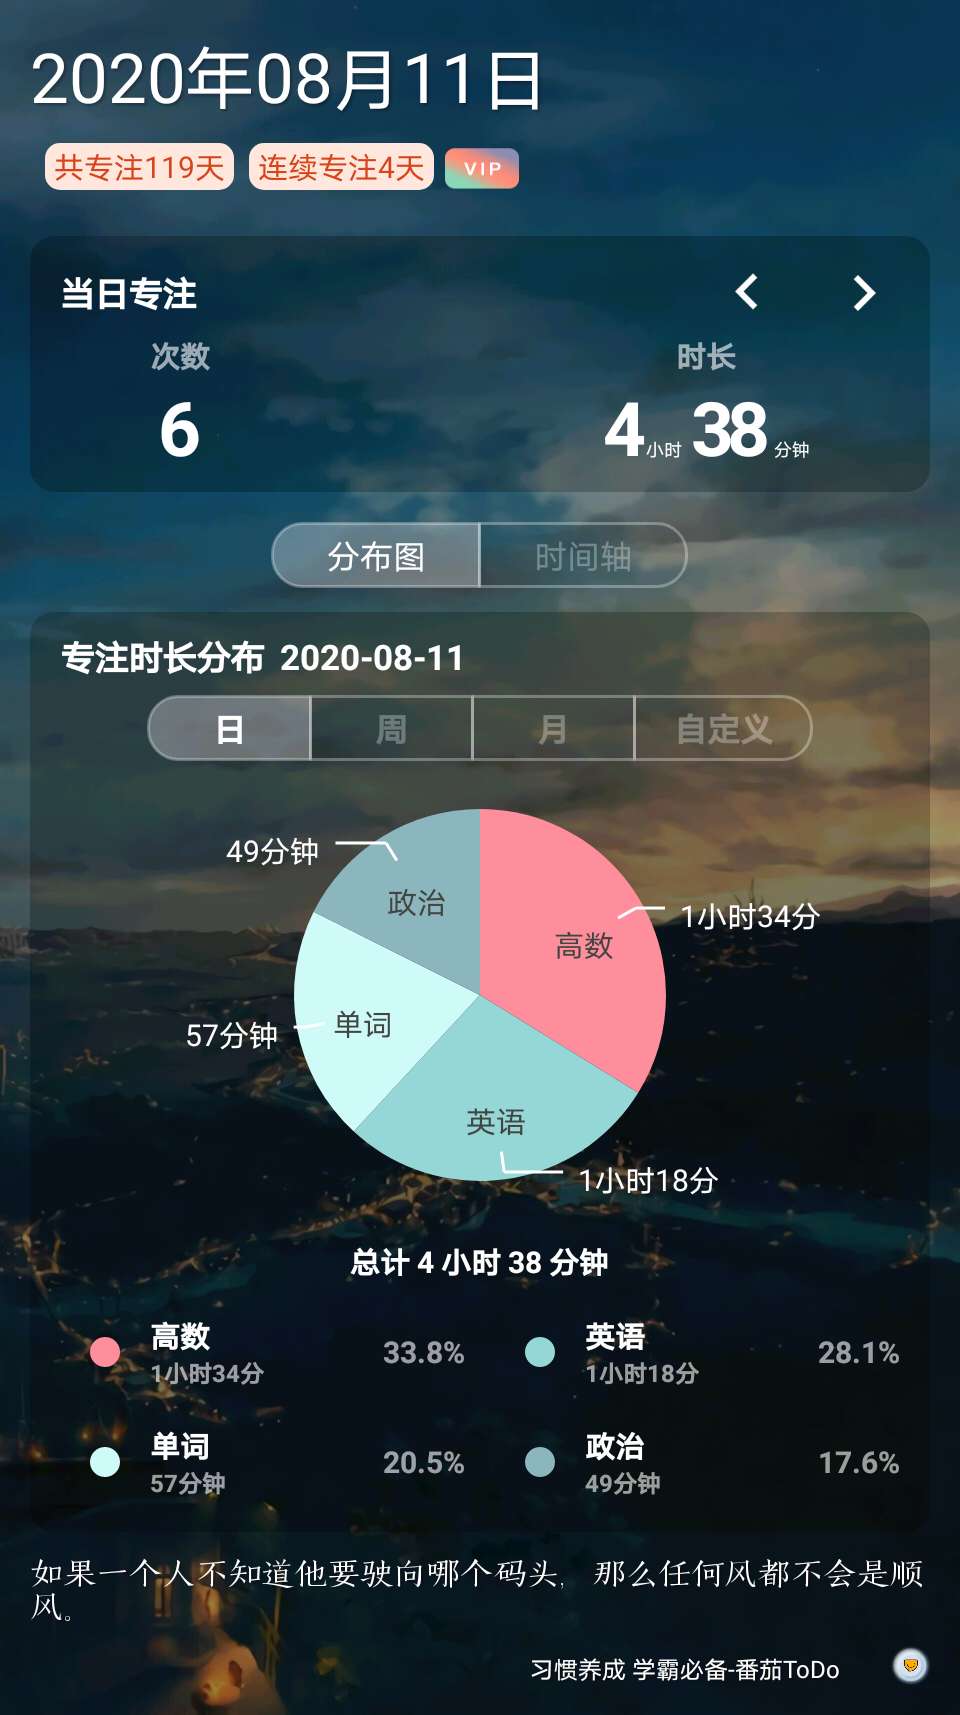 2020年08月11日
共专注119天 连续专注4天 VIP
当日专注
次数 时长
6 4小时 38分钟
分布图 时间轴
专注时长分布 2020-08-11
日 周 月 自定义
49分钟
政治
高数
1小时34分
单词
57分钟
英语
1小时18分
总计 4 小时 38 分钟
高数 33.8% 英语 28.1%
1小时34分 1小时18分
单词 20.5% 政治 17.6%
57分钟 49分钟
如果一个人不知道他要驶向哪个码头,那么任何风都不会是顺
风。
习惯养成 学霸必备-番茄ToDo